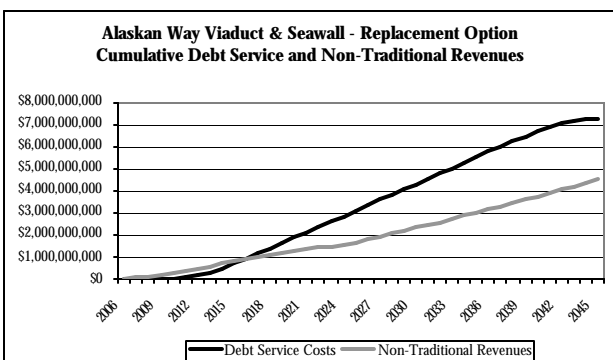 Alaskan Way Viaduct & Seawall - Replacement Option
Cumulative Debt Service and Non-Traditional Revenues
$8,000,000,000
$7,000,000,000
$6,000,000,000
$5,000,000,000
$4,000,000,000
$3,000,000,000
$2,000,000,000
$1,000,000,000
$0
2006 2009 2012 2015 2018 2021 2024 2027 2030 2033 2036 2039 2042 2045
Debt Service Costs Non-Traditional Revenues